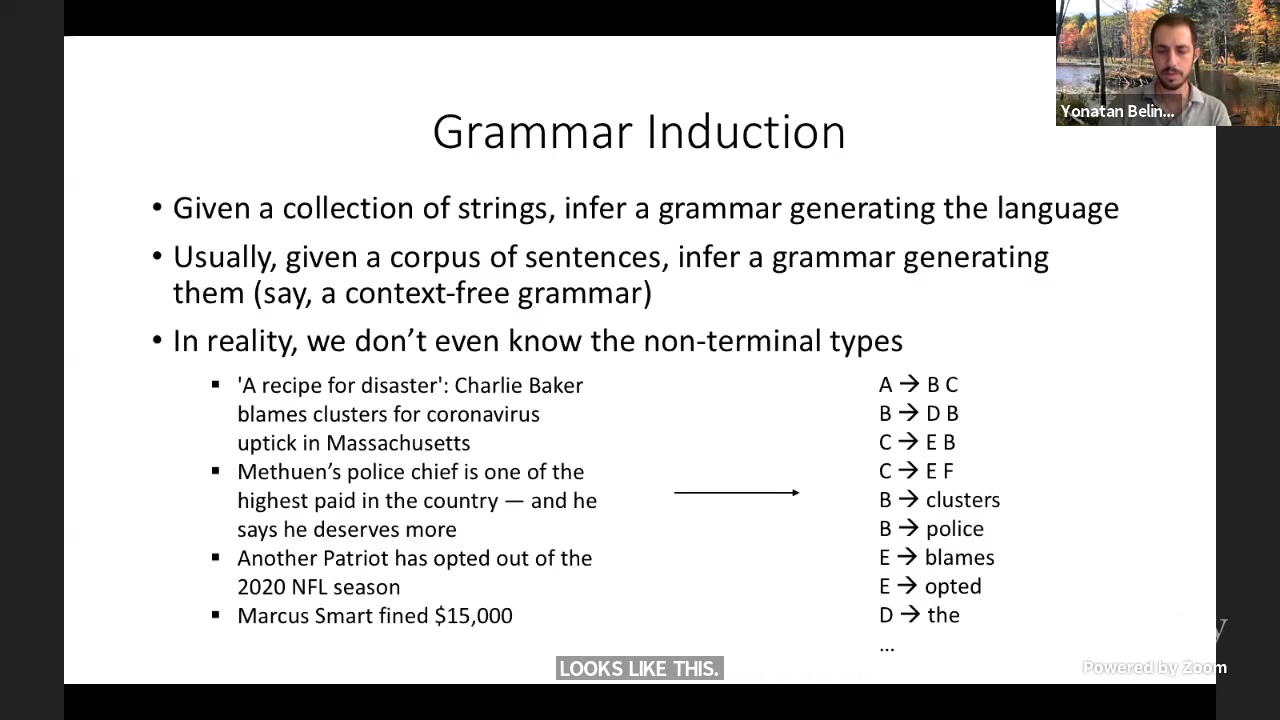 Yonatan Belin...
Grammar Induction
• Given a collection of strings, infer a grammar generating the language
• Usually, given a corpus of sentences, infer a grammar generating
them (say, a context-free grammar)
• In reality, we don’t even know the non-terminal types
▪ 'A recipe for disaster': Charlie Baker
blames clusters for coronavirus
uptick in Massachusetts
▪ Methuen’s police chief is one of the
highest paid in the country — and he
says he deserves more
▪ Another Patriot has opted out of the
2020 NFL season
▪ Marcus Smart fined $15,000
A → B C
B → D B
C → E B
C → E F
B → clusters
B → police
E → blames
E → opted
D → the
...
LOOKS LIKE THIS.
Powered by Zoom